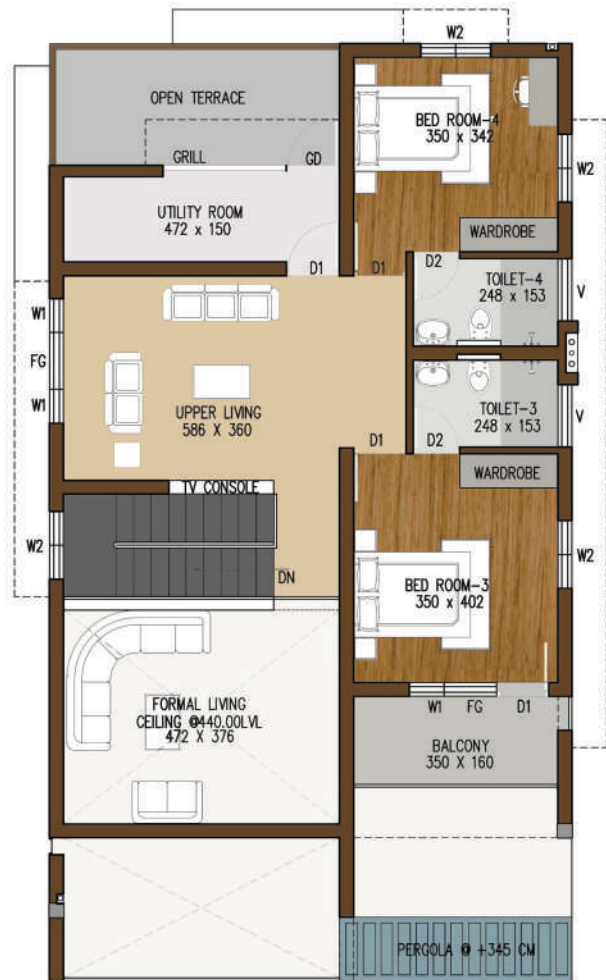 W2
OPEN TERRACE
BED ROOM-4
350 x 342
GRILL
GD
W2
UTILITY ROOM
472 x 150
WARDROBE
D1
D1
D2
TOILET-4
248 x 153
V
W1
FG
W1
UPPER LIVING
586 X 360
TOILET-3
248 x 153
V
D1
D2
WARDROBE
TV CONSOLE
W2
W2
DN
BED ROOM-3
350 x 402
FORMAL LIVING
CEILING @440.00LVL
472 X 376
W1
FG
D1
BALCONY
350 X 160
PERGOLA @ +345 CM